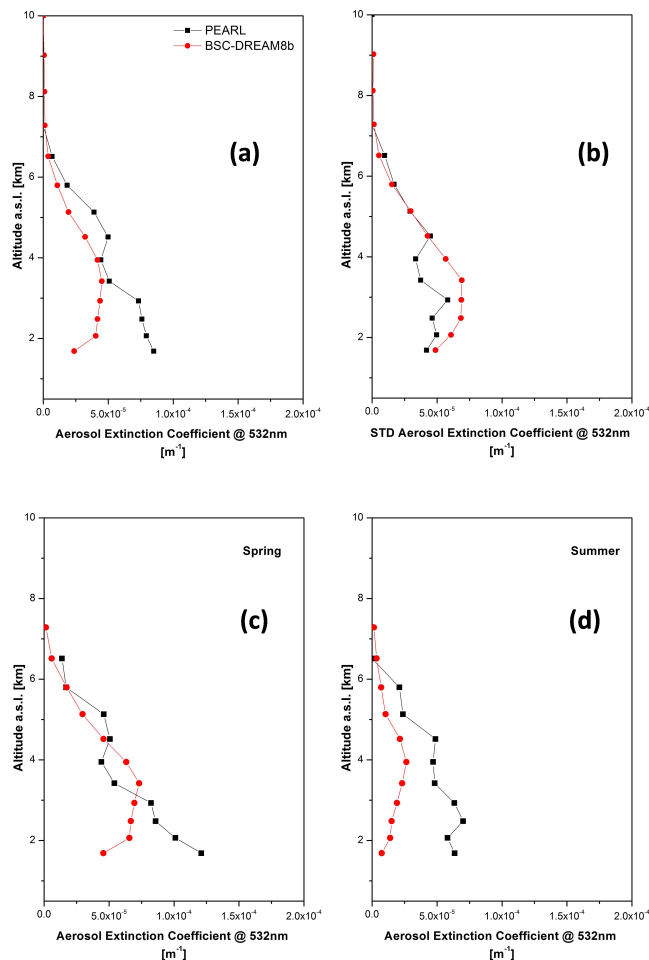 PEARL
BSC-DREAM8b
(a)
10
8
6
4
2
Altitude a.s.l. [km]
0.0 5.0x10⁻⁵ 1.0x10⁻⁴ 1.5x10⁻⁴ 2.0x10⁻⁴
Aerosol Extinction Coefficient @ 532nm
[m⁻¹]
(b)
10
8
6
4
2
Altitude a.s.l. [km]
0.0 5.0x10⁻⁵ 1.0x10⁻⁴ 1.5x10⁻⁴ 2.0x10⁻⁴
STD Aerosol Extinction Coefficient @ 532nm
[m⁻¹]
Spring
(c)
10
8
6
4
2
Altitude a.s.l. [km]
0.0 5.0x10⁻⁵ 1.0x10⁻⁴ 1.5x10⁻⁴ 2.0x10⁻⁴
Aerosol Extinction Coefficient @ 532nm
[m⁻¹]
Summer
(d)
10
8
6
4
2
Altitude a.s.l. [km]
0.0 5.0x10⁻⁵ 1.0x10⁻⁴ 1.5x10⁻⁴ 2.0x10⁻⁴
Aerosol Extinction Coefficient @ 532nm
[m⁻¹]